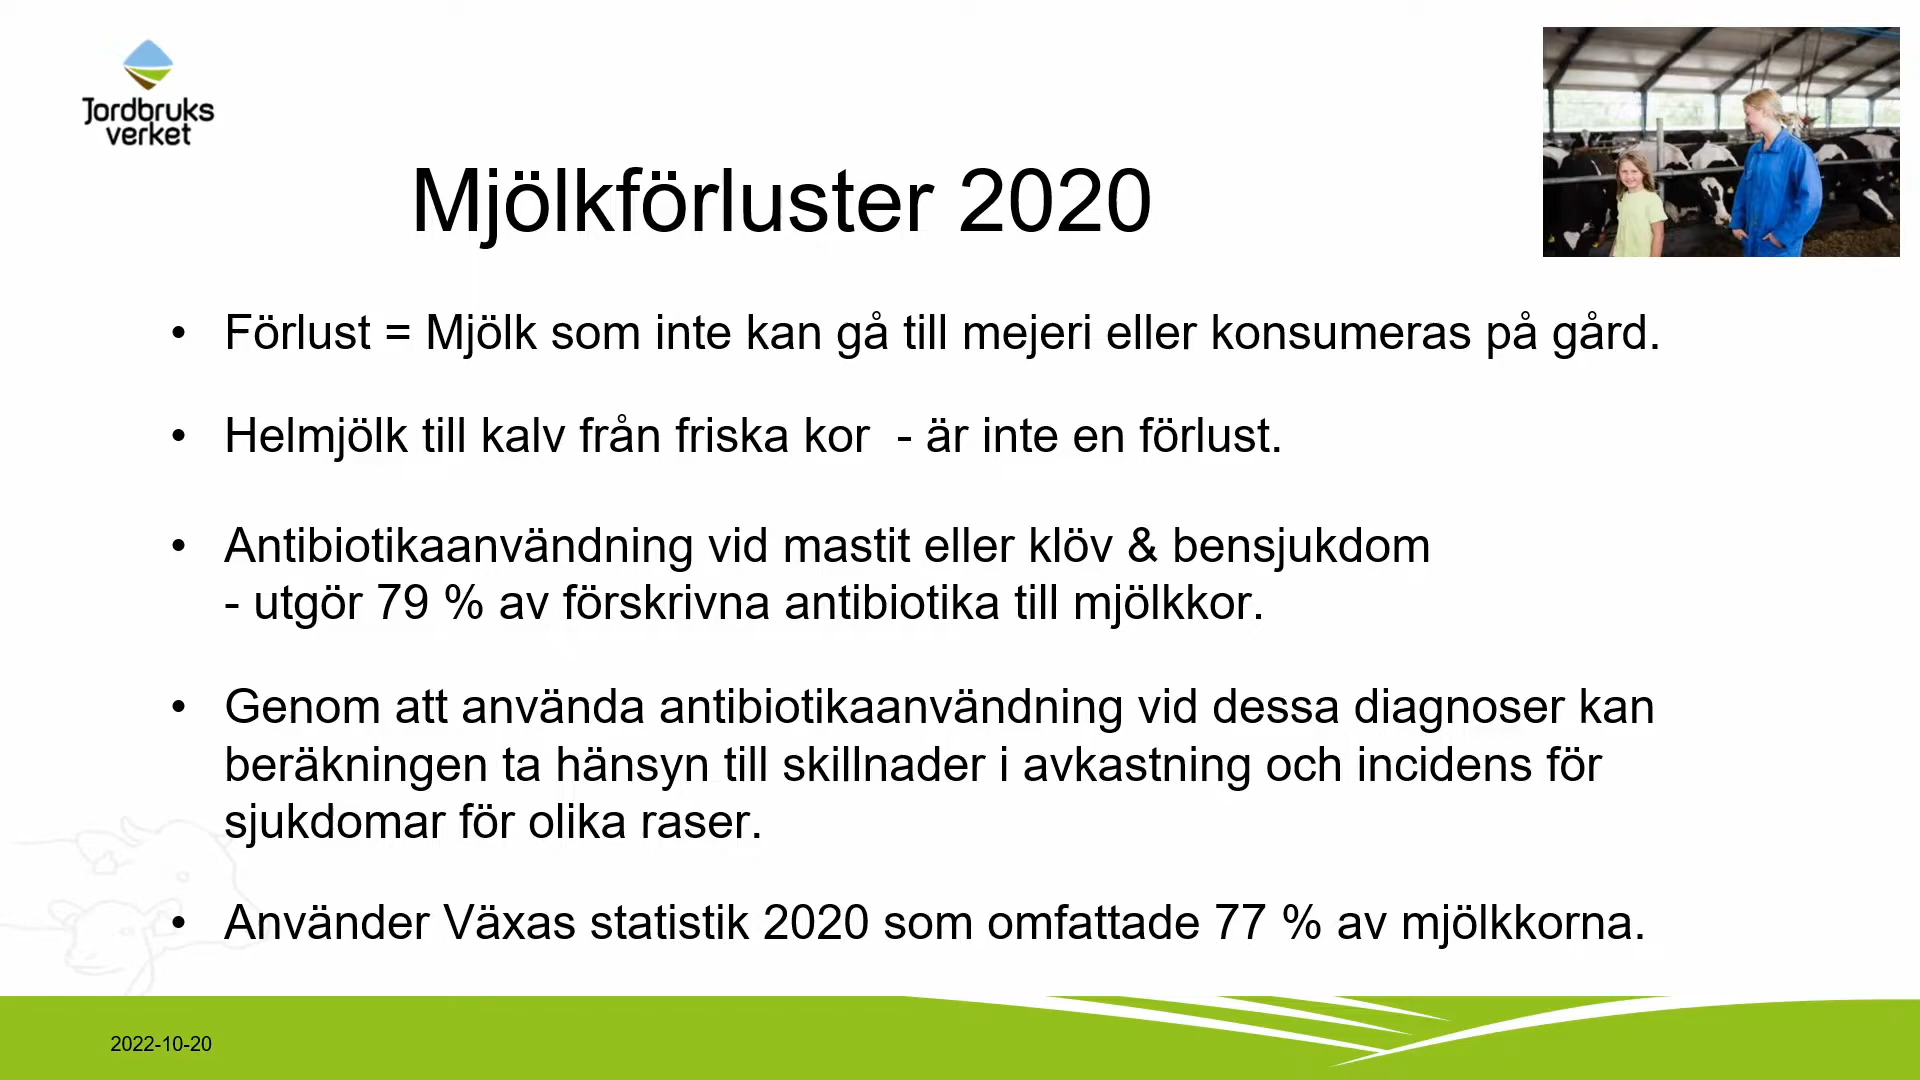 Jordbruks
verket
Mjölkförluster 2020
• Förlust = Mjölk som inte kan gå till mejeri eller konsumeras på gård.
• Helmjölk till kalv från friska kor - är inte en förlust.
• Antibiotikaanvändning vid mastit eller klöv & bensjukdom
- utgör 79 % av förskrivna antibiotika till mjölkkor.
• Genom att använda antibiotikaanvändning vid dessa diagnoser kan
beräkningen ta hänsyn till skillnader i avkastning och incidens för
sjukdomar för olika raser.
• Använder Växas statistik 2020 som omfattade 77 % av mjölkkorna.
2022-10-20